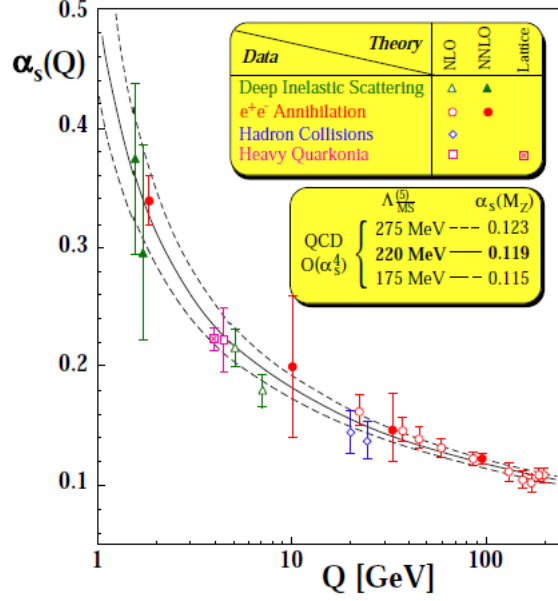 0.5
αs(Q)
0.4
0.3
0.2
0.1
Data
Theory
NLO
NNLO
Lattice
Deep Inelastic Scattering
e+e- Annihilation
Hadron Collisions
Heavy Quarkonia
Λ(5)MS αs(MZ)
QCD
O(αs4)
275 MeV 0.123
220 MeV 0.119
175 MeV 0.115
1 10 100
Q [GeV]